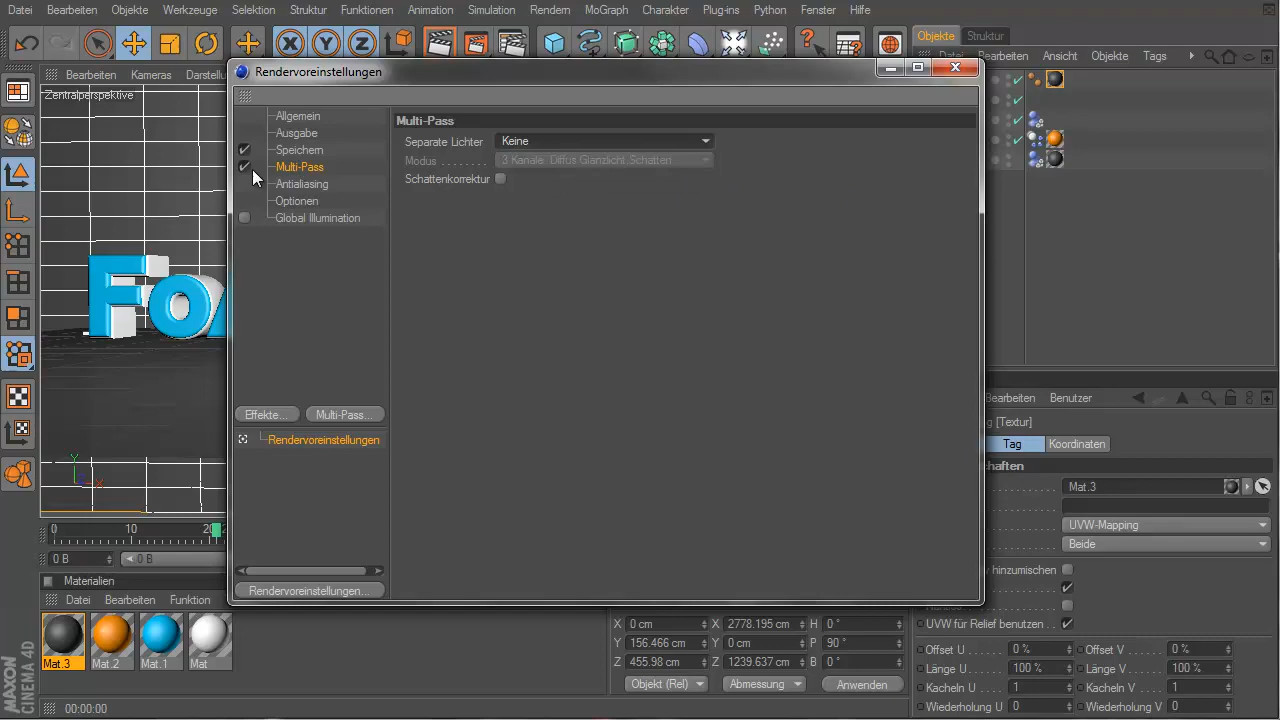 Datei Bearbeiten Objekte Werkzeuge Selektion Struktur Funktionen Animation Simulation Rendern MoGraph Charakter Plug-ins Python Fenster Hilfe
Objekte Struktur
Bearbeiten Ansicht Objekte Tags
Bearbeiten Kameras
Zentralperspektive
Rendervoreinstellungen
Allgemein
Ausgabe
Speichern
Multi-Pass
Antialiasing
Optionen
Global Illumination
Multi-Pass
Separate Lichter Keine
Modus 3 Kanäle: Diffus Glanzlicht, Schatten
Schattenkorrektur
Effekte... Multi-Pass...
Rendervoreinstellungen
Rendervoreinstellungen...
Fo
Y
X
0 10
0 B 0 B
Materialien
Datei Bearbeiten Funktion
Mat.3 Mat.2 Mat.1 Mat
X 0 cm X 2778.195 cm H 0 °
Y 156.466 cm Y 0 cm P 90 °
Z 455.98 cm Z 1239.637 cm B 0 °
Objekt (Rel) Abmessung Anwenden
Bearbeiten Benutzer
[Textur]
Tag Koordinaten
Mat.3
UVW-Mapping
Beide
hinzumischen
UVW für Relief benutzen
Offset U 0 % Offset V 0 %
Länge U 100 % Länge V 100 %
Kacheln U 1 Kacheln V 1
Wiederholung U 0 Wiederholung V 0
MAXON
CINEMA 4D
00:00:00